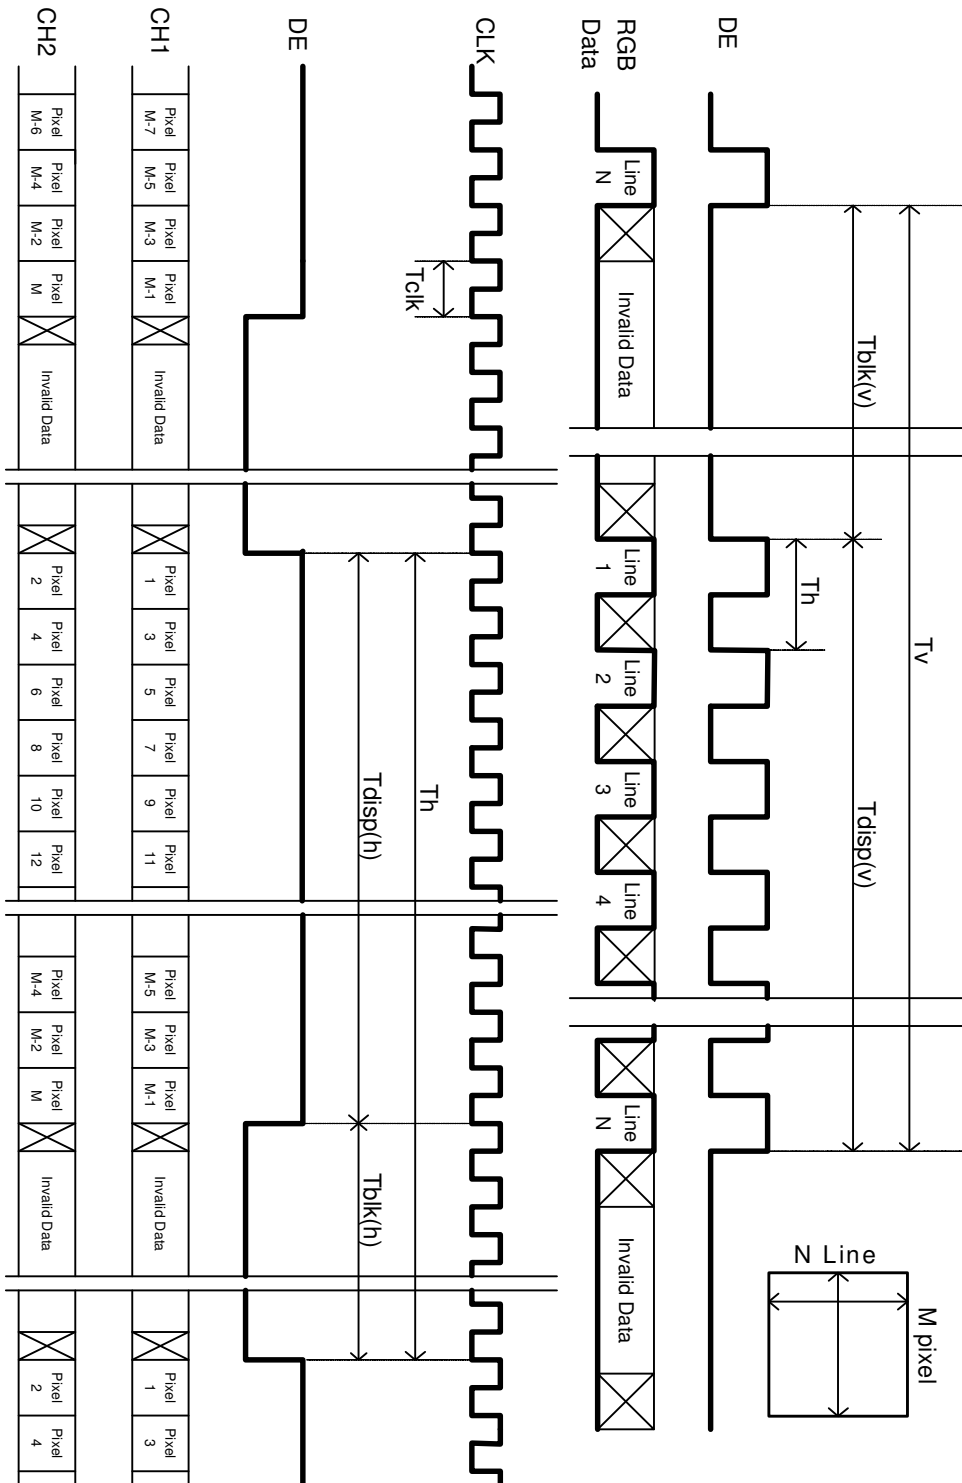 Tv
Tblk(v)
Tdisp(v)
Th
N Line
M pixel
DE
RGB
Data
Line
N
Invalid Data
Line
1
Line
2
Line
3
Line
4
Line
N
Invalid Data
CLK
Tclk
Th
Tdisp(h)
Tblk(h)
DE
CH1
Pixel
M-7
Pixel
M-5
Pixel
M-3
Pixel
M-1
Invalid Data
Pixel
1
Pixel
3
Pixel
5
Pixel
7
Pixel
9
Pixel
11
Pixel
M-5
Pixel
M-3
Pixel
M-1
Invalid Data
Pixel
1
Pixel
3
CH2
Pixel
M-6
Pixel
M-4
Pixel
M-2
Pixel
M
Invalid Data
Pixel
2
Pixel
4
Pixel
6
Pixel
8
Pixel
10
Pixel
12
Pixel
M-4
Pixel
M-2
Pixel
M
Invalid Data
Pixel
2
Pixel
4